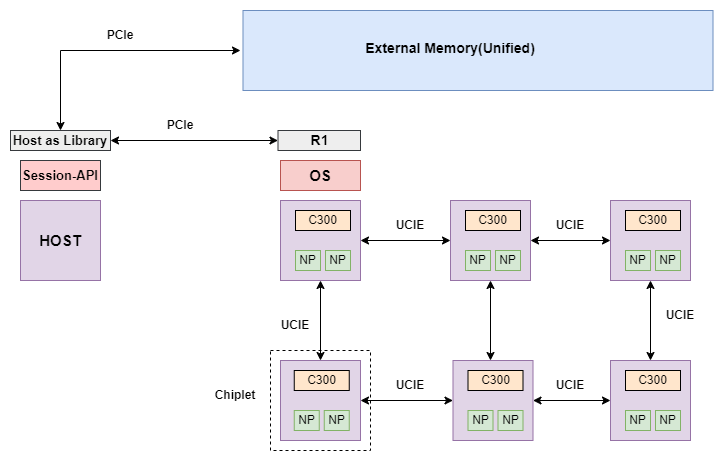 PCIe
External Memory(Unified)
PCIe
Host as Library
R1
Session-API
OS
HOST
C300
NP NP
UCIE
C300
NP NP
UCIE
C300
NP NP
UCIE
UCIE
Chiplet
C300
NP NP
UCIE
C300
NP NP
UCIE
C300
NP NP